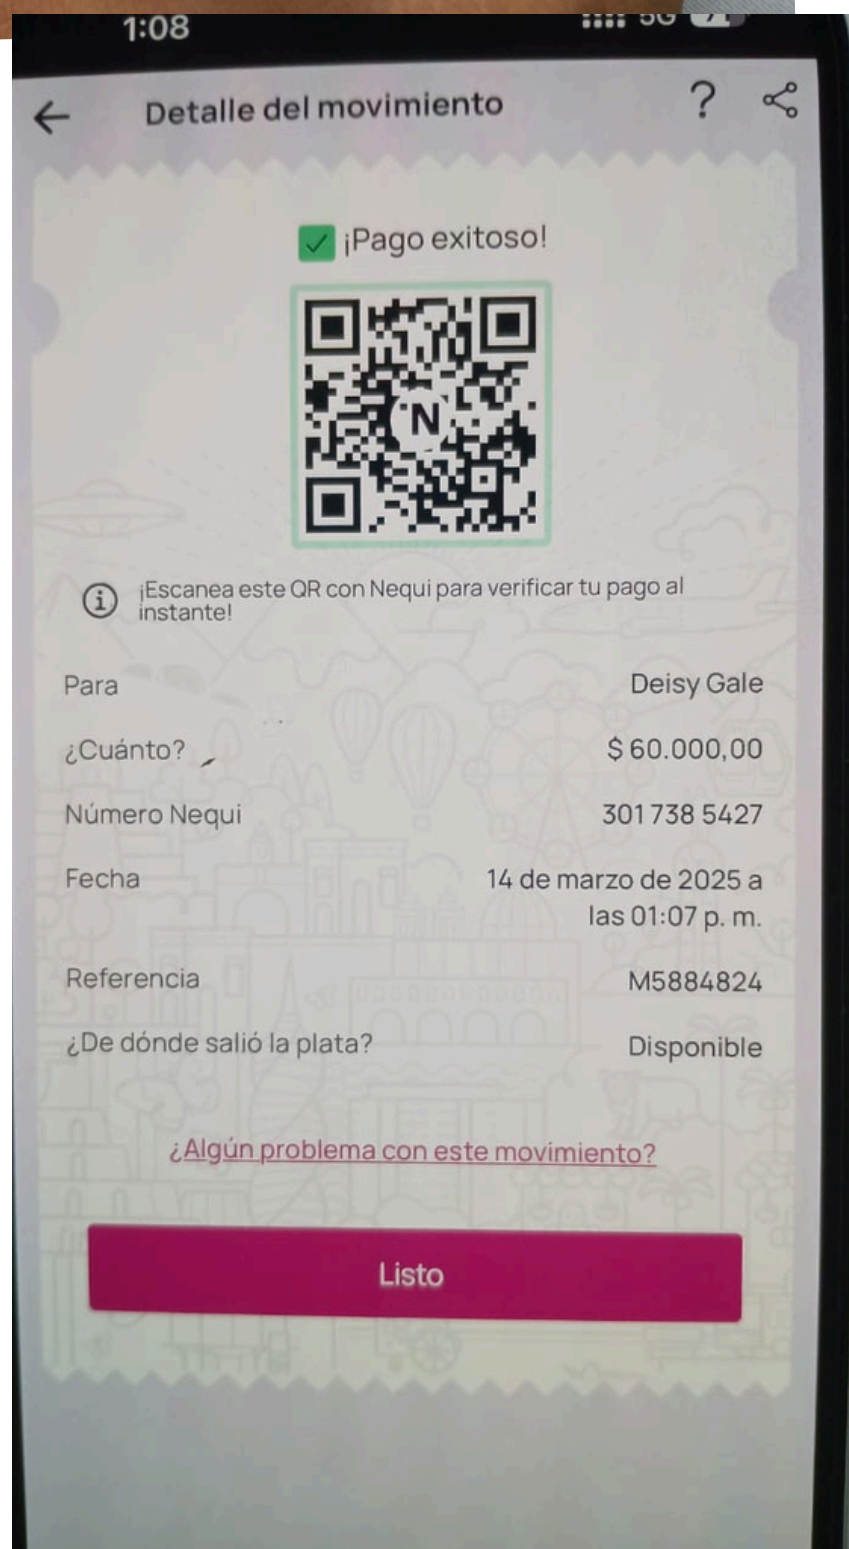 1:08
5G 71
Detalle del movimiento ?
¡Pago exitoso!
N
¡Escanea este QR con Nequi para verificar tu pago al
instante!
Para Deisy Gale
¿Cuánto? $ 60.000,00
Número Nequi 301 738 5427
Fecha 14 de marzo de 2025 a
las 01:07 p. m.
Referencia M5884824
¿De dónde salió la plata? Disponible
¿Algún problema con este movimiento?
Listo